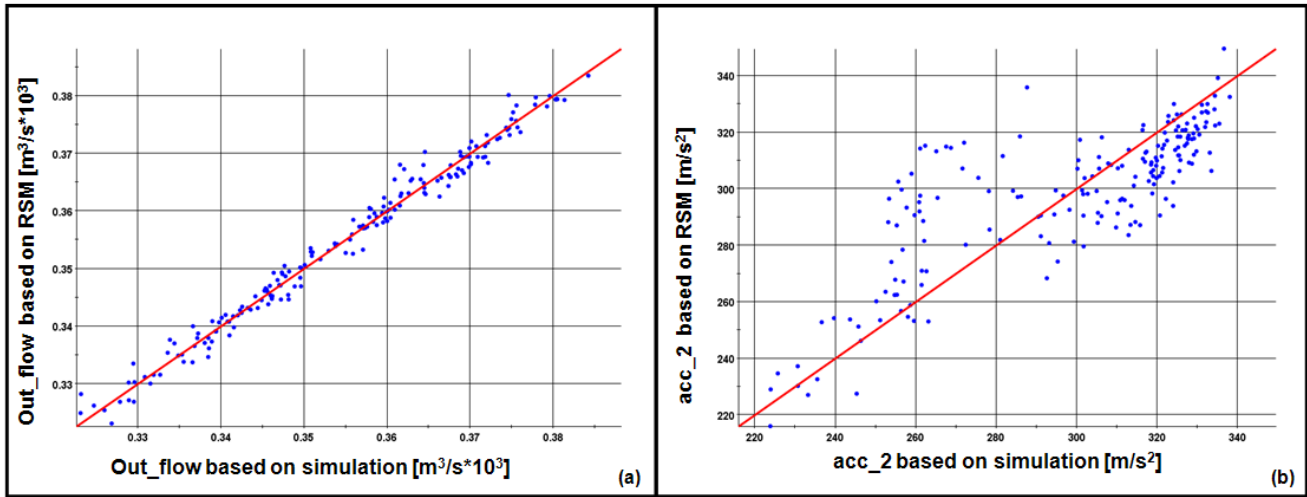 Out_flow based on RSM [m³/s*10³]
0.38
0.37
0.36
0.35
0.34
0.33
0.33 0.34 0.35 0.36 0.37 0.38
Out_flow based on simulation [m³/s*10³]
(a)
acc_2 based on RSM [m/s²]
340
320
300
280
260
240
220
220 240 260 280 300 320 340
acc_2 based on simulation [m/s²]
(b)